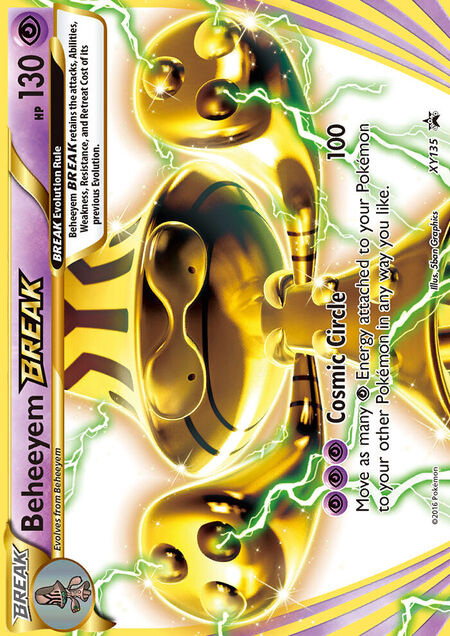 BREAK
Beheeyem BREAK
HP 130
Evolves from Beheeyem
BREAK Evolution Rule
Beheeyem BREAK retains the attacks, Abilities,
Weakness, Resistance, and Retreat Cost of its
previous Evolution.
Cosmic Circle 100
Move as many Energy attached to your Pokémon
to your other Pokémon in any way you like.
©2016 Pokemon
Illus. 5ban Graphics
XY135